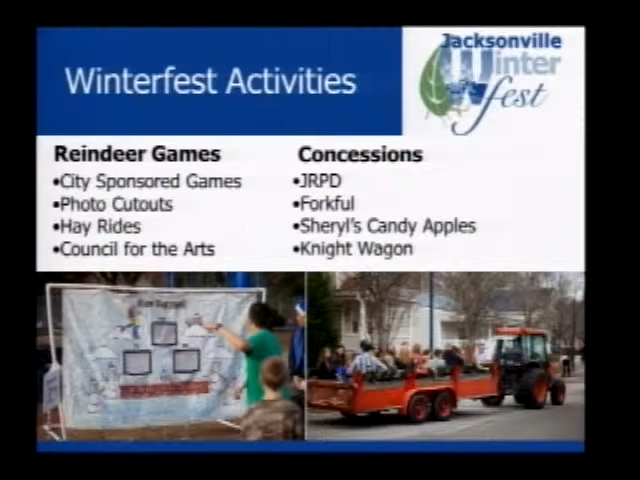 Jacksonville
Winter
fest
Winterfest Activities
Reindeer Games
•City Sponsored Games
•Photo Cutouts
•Hay Rides
•Council for the Arts
Concessions
•JRPD
•Forkful
•Sheryl's Candy Apples
•Knight Wagon